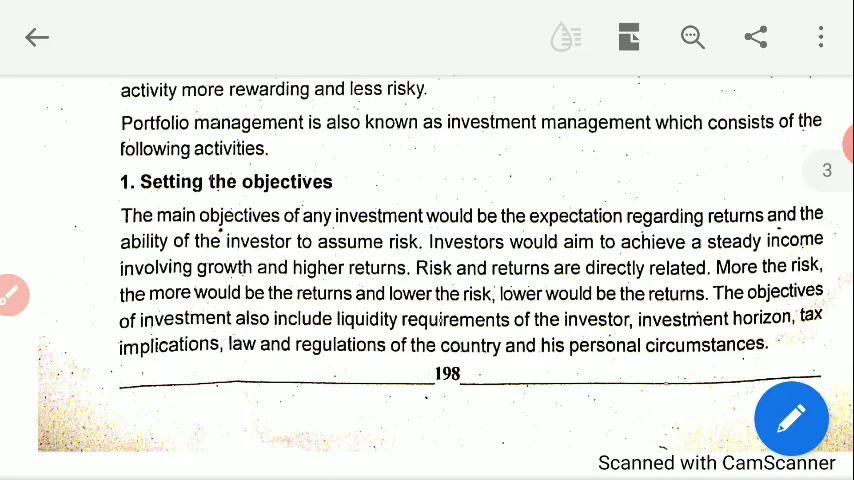 activity more rewarding and less risky.
Portfolio management is also known as investment management which consists of the
following activities.
3
1. Setting the objectives
The main objectives of any investment would be the expectation regarding returns and the
ability of the investor to assume risk. Investors would aim to achieve a steady income
involving growth and higher returns. Risk and returns are directly related. More the risk,
the more would be the returns and lower the risk, lower would be the returns. The objectives
of investment also include liquidity requirements of the investor, investment horizon, tax
implications, law and regulations of the country and his personal circumstances.
198
Scanned with CamScanner